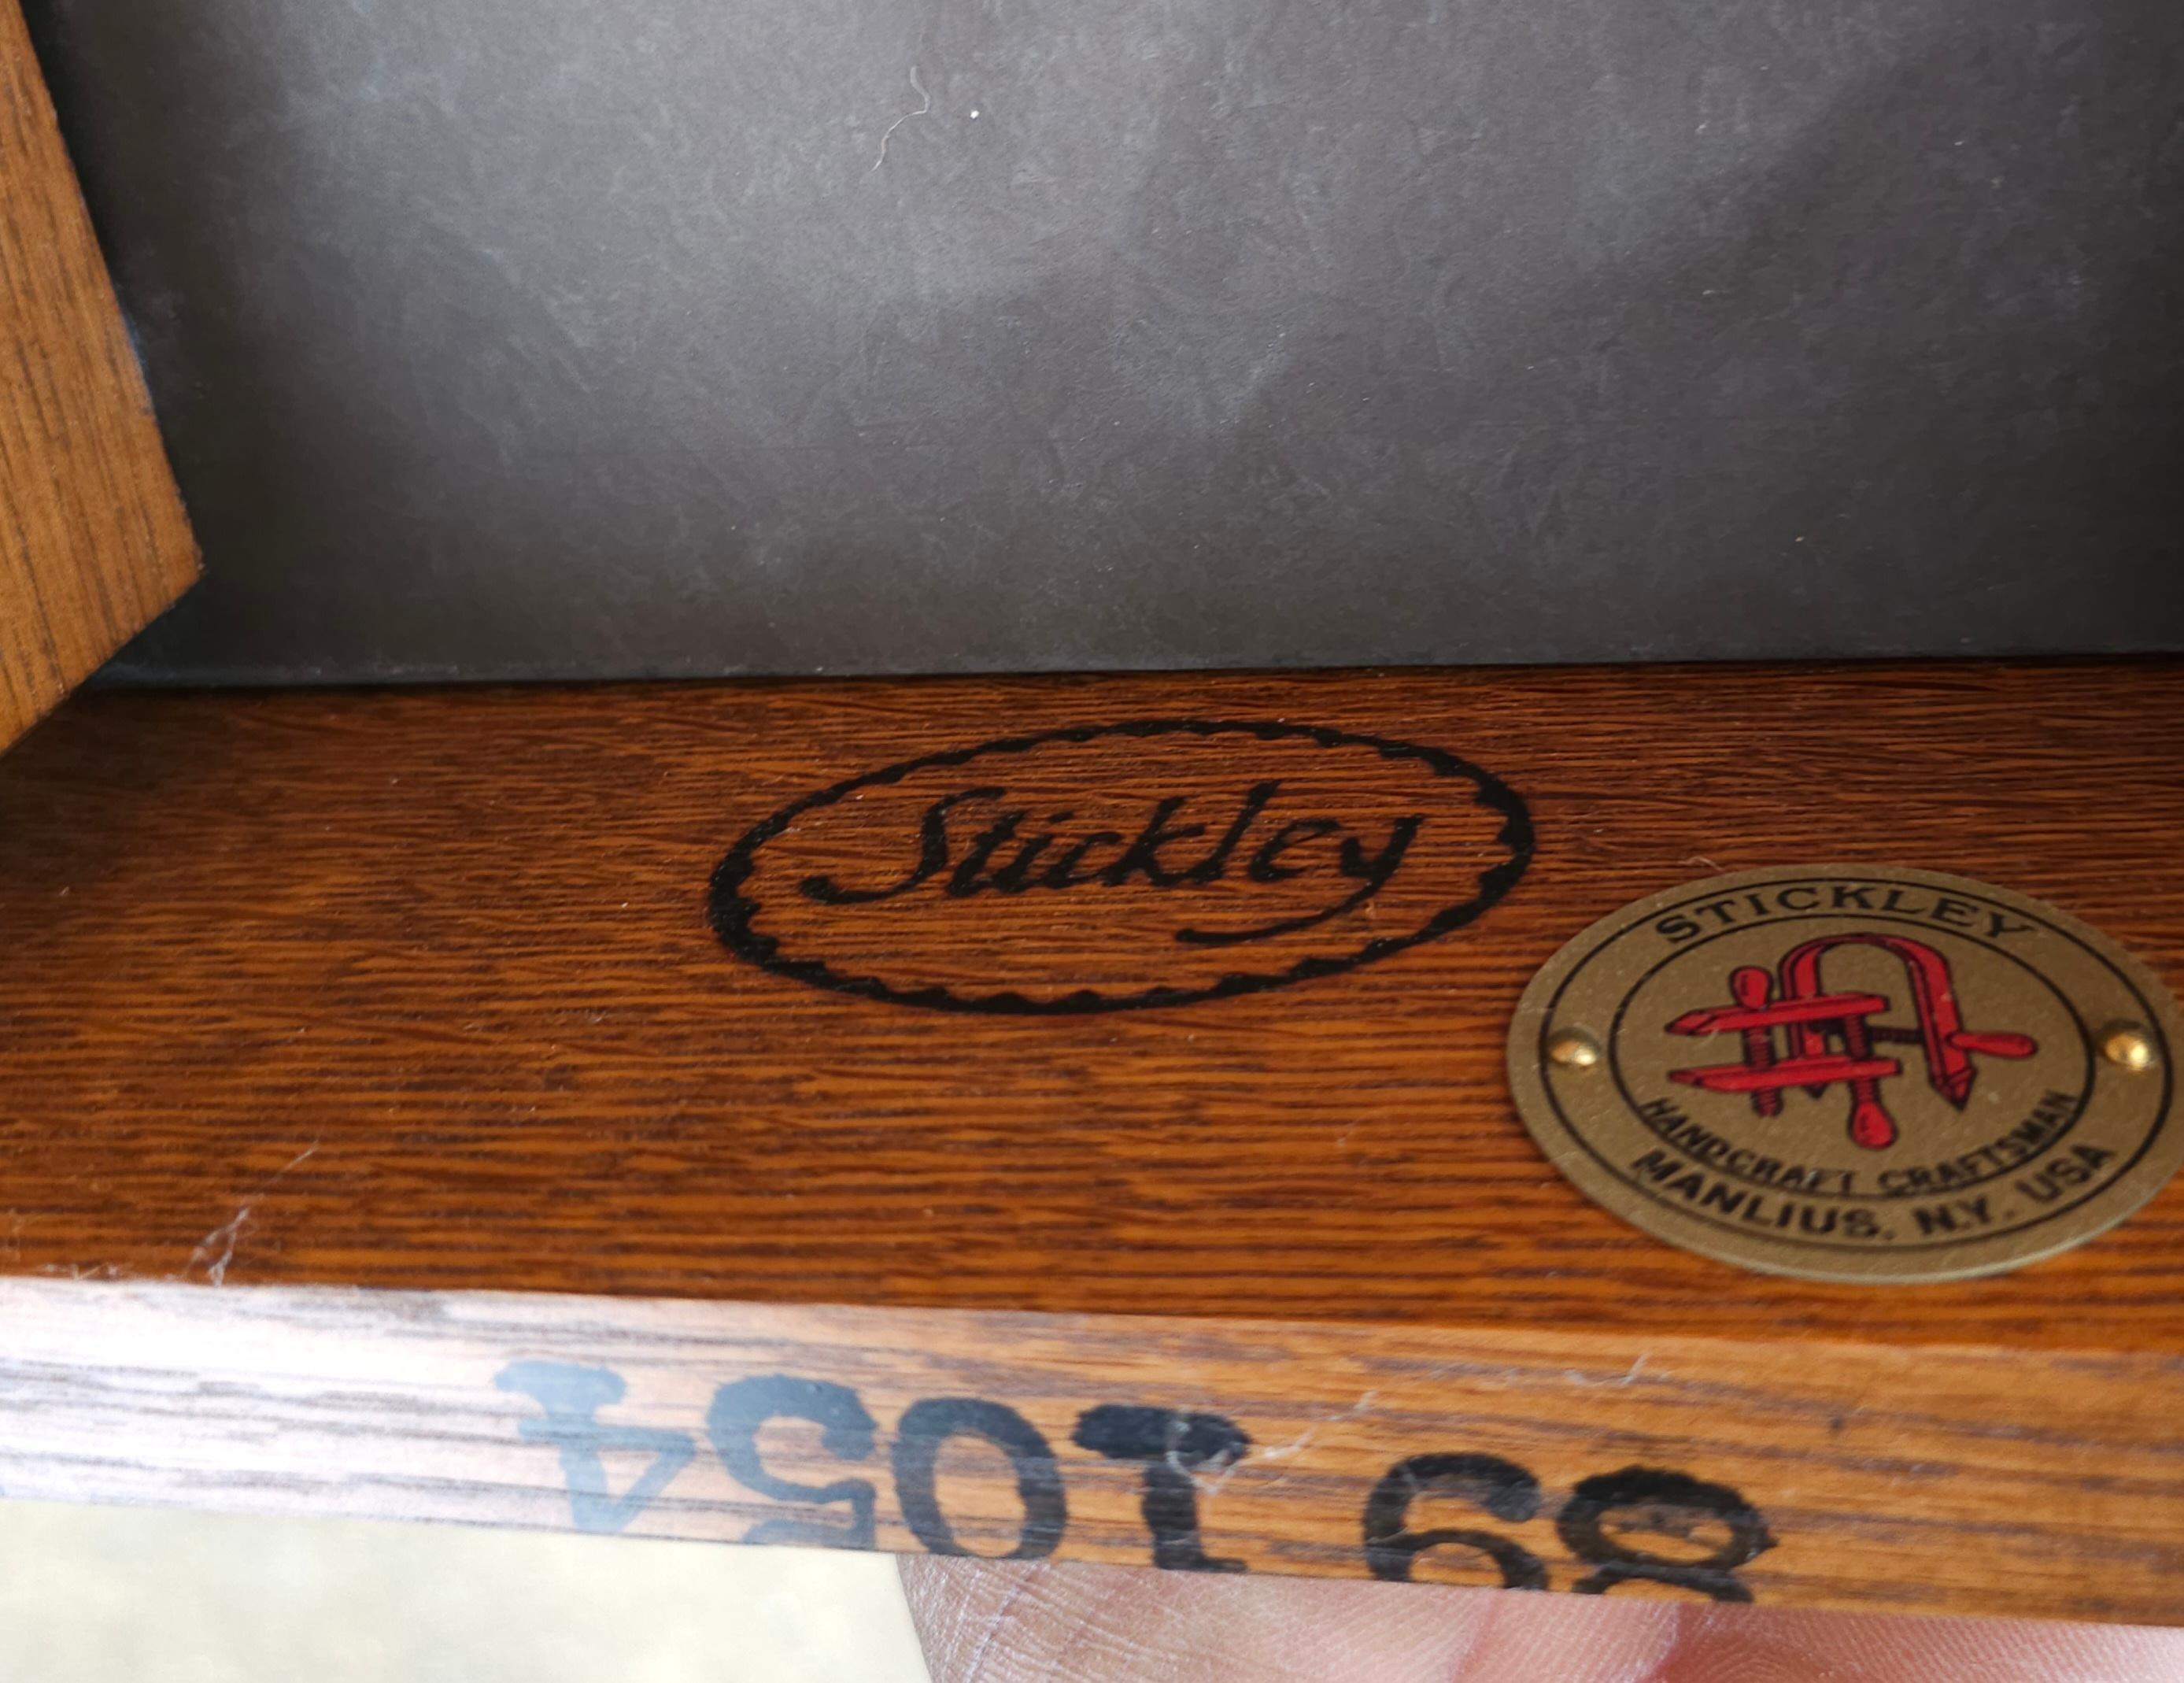 Stickley
STICKLEY
HANDCRAFT CRAFTSMAN
MANLIUS, N.Y. USA
89 1054